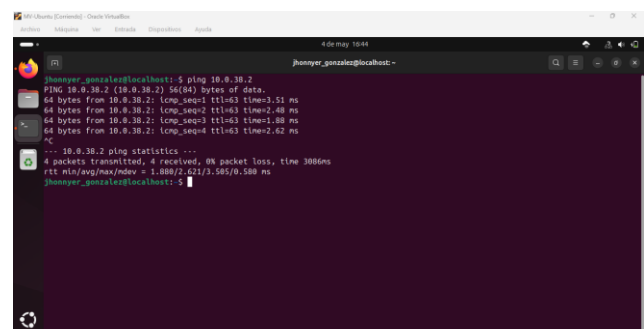 MV-Ubuntu [Corriendo] - Oracle VirtualBox
Archivo Máquina Ver Entrada Dispositivos Ayuda
4 de may 16:44
jhonnyer_gonzalez@localhost: ~
jhonnyer_gonzalez@localhost:~$ ping 10.0.38.2
PING 10.0.38.2 (10.0.38.2) 56(84) bytes of data.
64 bytes from 10.0.38.2: icmp_seq=1 ttl=63 time=3.51 ms
64 bytes from 10.0.38.2: icmp_seq=2 ttl=63 time=2.48 ms
64 bytes from 10.0.38.2: icmp_seq=3 ttl=63 time=1.88 ms
64 bytes from 10.0.38.2: icmp_seq=4 ttl=63 time=2.62 ms
^C
--- 10.0.38.2 ping statistics ---
4 packets transmitted, 4 received, 0% packet loss, time 3086ms
rtt min/avg/max/mdev = 1.880/2.621/3.505/0.580 ms
jhonnyer_gonzalez@localhost:~$